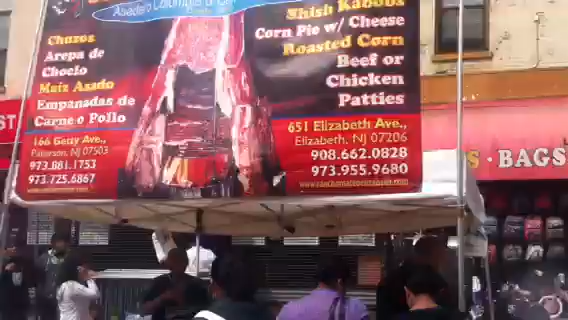 Asado
Chuzos
Arepa de
Choclo
Maiz Asado
Empanadas de
Carne o Pollo
166 Getty Ave.,
Paterson, NJ 07503
973.881.1753
973.725.6867
Shish Kabobs
Corn Pie w/ Cheese
Roasted Corn
Beef or
Chicken
Patties
651 Elizabeth Ave.,
Elizabeth, NJ 07206
908.662.0828
973.955.9680
ST
S · BAGS